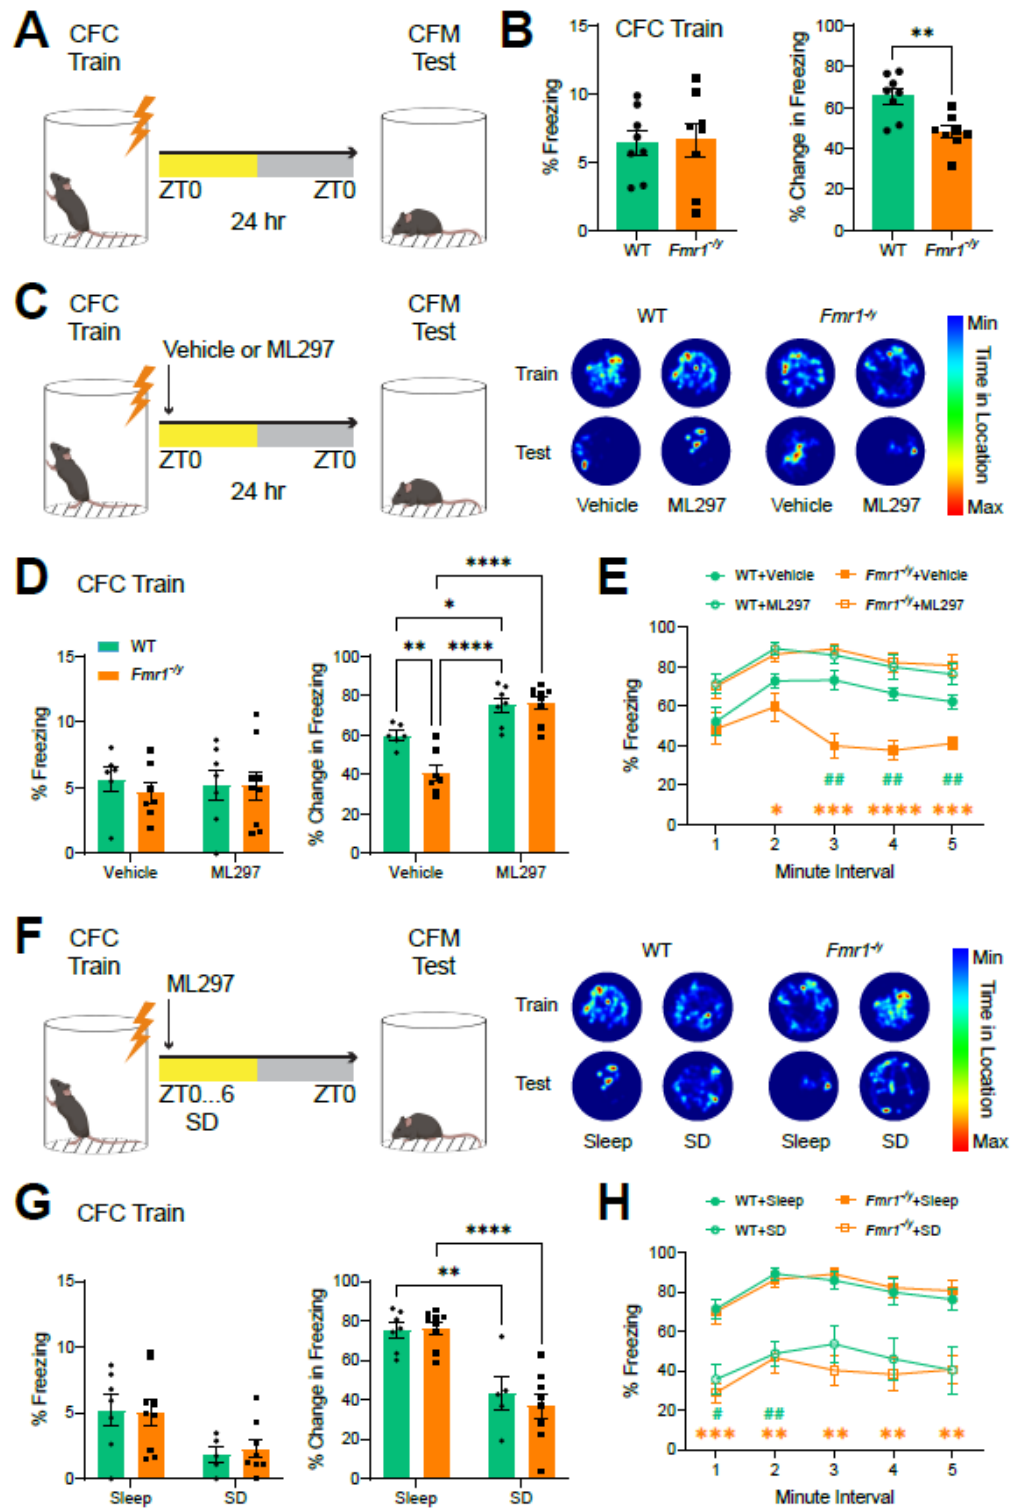 A
CFC
Train
CFM
Test
ZT0
ZT0
24 hr
B
CFC Train
15
10
5
0
% Freezing
WT
Fmr1-/y
100
80
60
40
20
0
% Change in Freezing
**
WT
Fmr1-/y
C
CFC
Train
CFM
Test
Vehicle or ML297
ZT0
ZT0
24 hr
WT
Fmr1-/y
Train
Test
Vehicle
ML297
Vehicle
ML297
Min
Time in Location
Max
D
CFC Train
WT
Fmr1-/y
15
10
5
0
% Freezing
Vehicle
ML297
****
*
**
****
100
80
60
40
20
0
% Change in Freezing
Vehicle
ML297
E
WT+Vehicle
Fmr1-/y+Vehicle
WT+ML297
Fmr1-/y+ML297
100
80
60
40
20
0
% Freezing
## ## ##
* *** **** ***
1 2 3 4 5
Minute Interval
F
CFC
Train
CFM
Test
ML297
ZT0...6
ZT0
SD
WT
Fmr1-/y
Train
Test
Sleep
SD
Sleep
SD
Min
Time in Location
Max
G
CFC Train
15
10
5
0
% Freezing
Sleep
SD
****
**
100
80
60
40
20
0
% Change in Freezing
Sleep
SD
H
WT+Sleep
Fmr1-/y+Sleep
WT+SD
Fmr1-/y+SD
100
80
60
40
20
0
% Freezing
# ##
*** ** ** ** **
1 2 3 4 5
Minute Interval